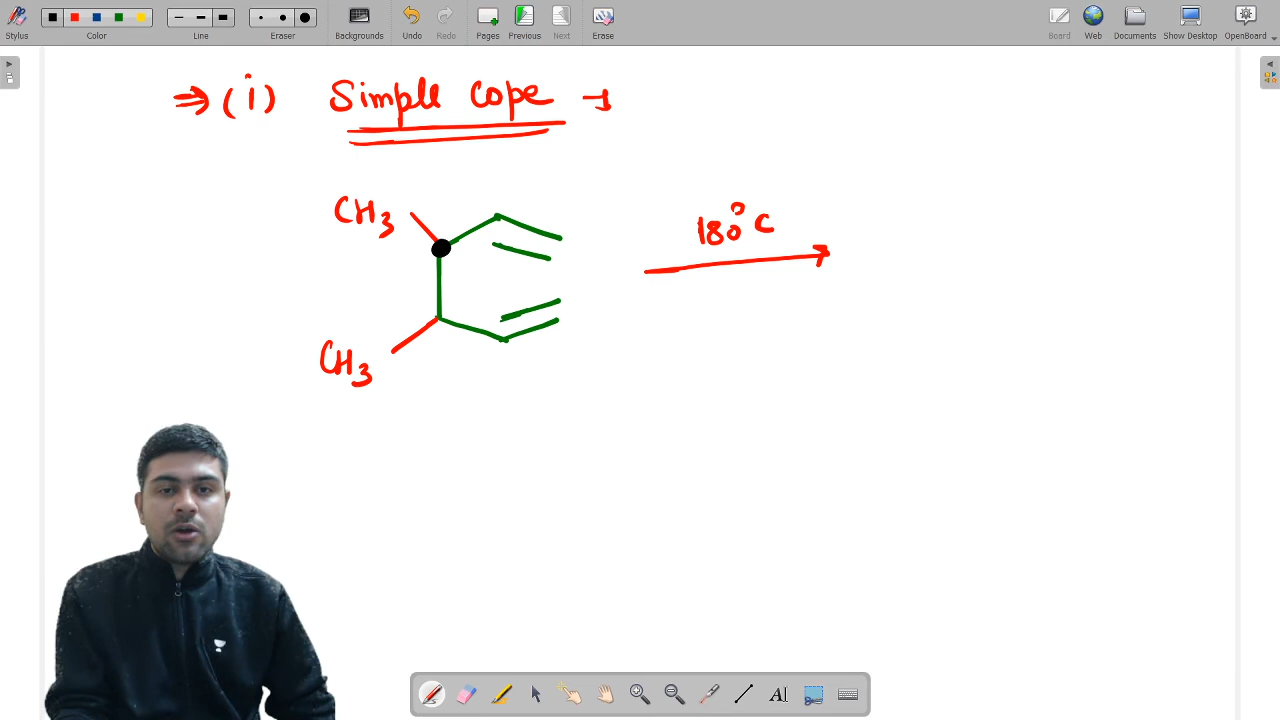 Stylus Color Line Eraser Backgrounds Undo Redo Pages Previous Next Erase Board Web Documents Show Desktop OpenBoard
⇒ (i) Simple Cope →
CH3
180°C
CH3
AI